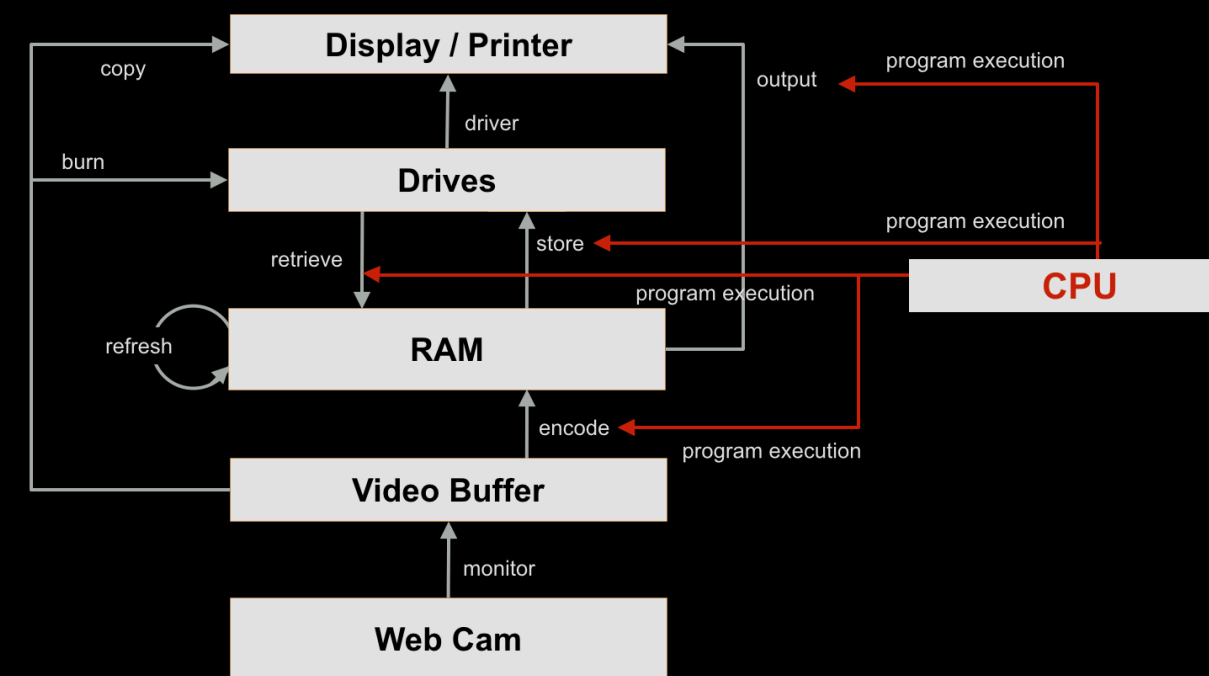 Display / Printer
copy
output
program execution
driver
burn
Drives
program execution
store
retrieve
CPU
program execution
refresh
RAM
encode
program execution
Video Buffer
monitor
Web Cam